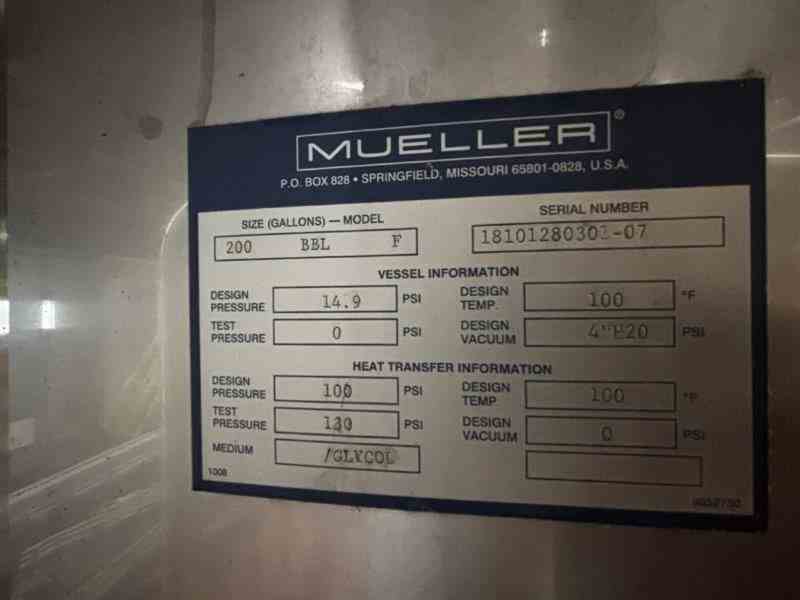 MUELLER®
P.O. BOX 828 • SPRINGFIELD, MISSOURI 65801-0828, U.S.A.
SIZE (GALLONS) — MODEL
200 BBL F
SERIAL NUMBER
VESSEL INFORMATION
DESIGN PRESSURE 14.9 PSI
DESIGN TEMP. 100 °F
TEST PRESSURE 0 PSI
DESIGN VACUUM 4"H20 PSI
HEAT TRANSFER INFORMATION
DESIGN PRESSURE 100 PSI
DESIGN TEMP. 100 °F
TEST PRESSURE 130 PSI
DESIGN VACUUM 0 PSI
MEDIUM /GLYCOL
1008